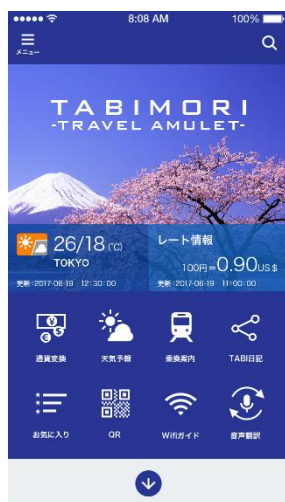 8:08 AM 100%
メニュー
TABIMORI
-TRAVEL AMULET-
26/18 (℃)
TOKYO
更新:2017-06-19 12:30:00
レート情報
100円=0.90US$
更新:2017-06-19 11:00:00
通貨変換 天気予報 乗換案内 TABI日記
お気に入り QR Wifiガイド 音声翻訳